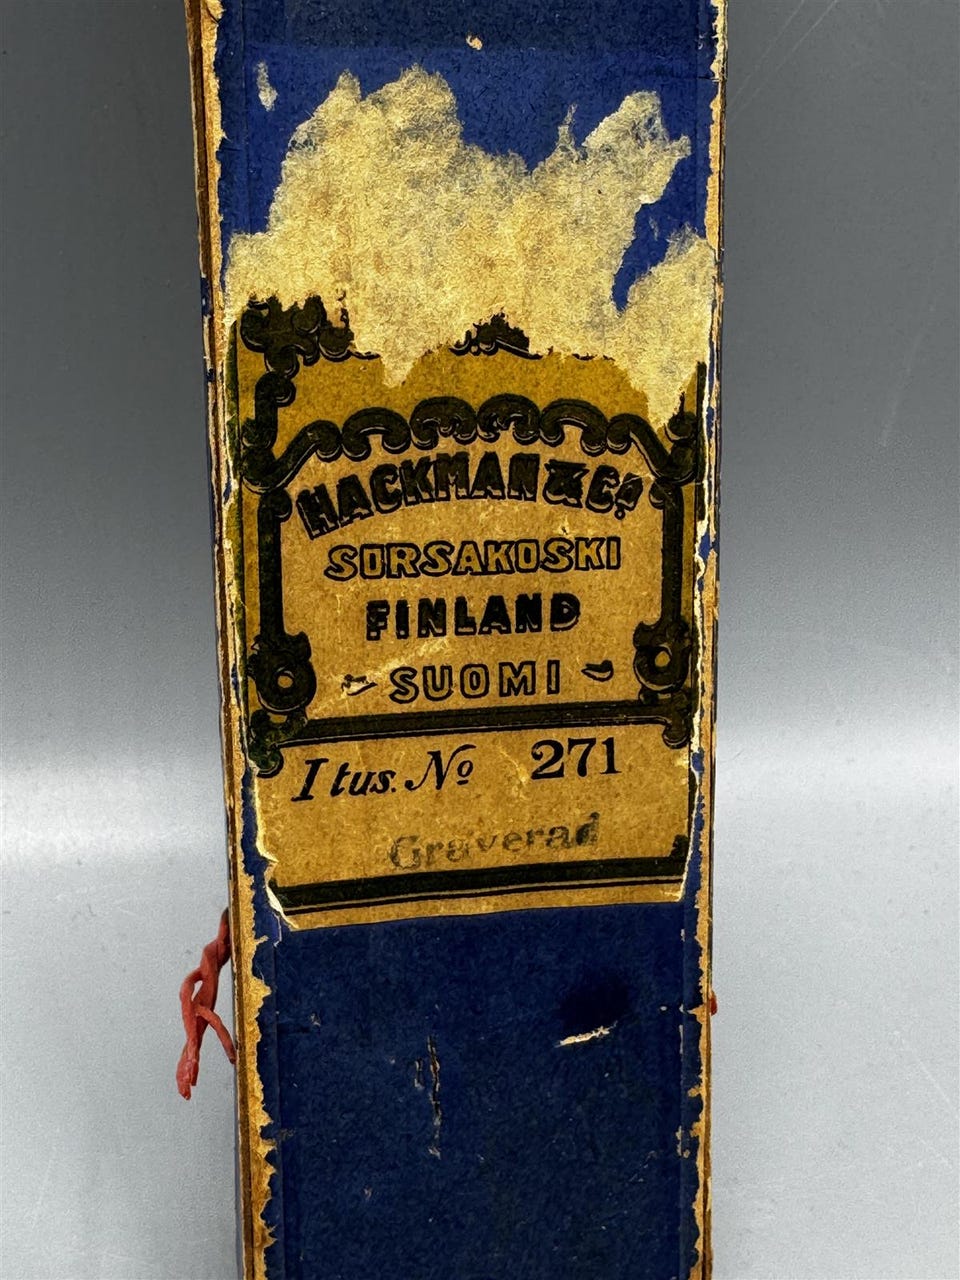 HACKMAN & Co
SORSAKOSKI
FINLAND
- SUOMI -
1 tus. No 271
Graverad